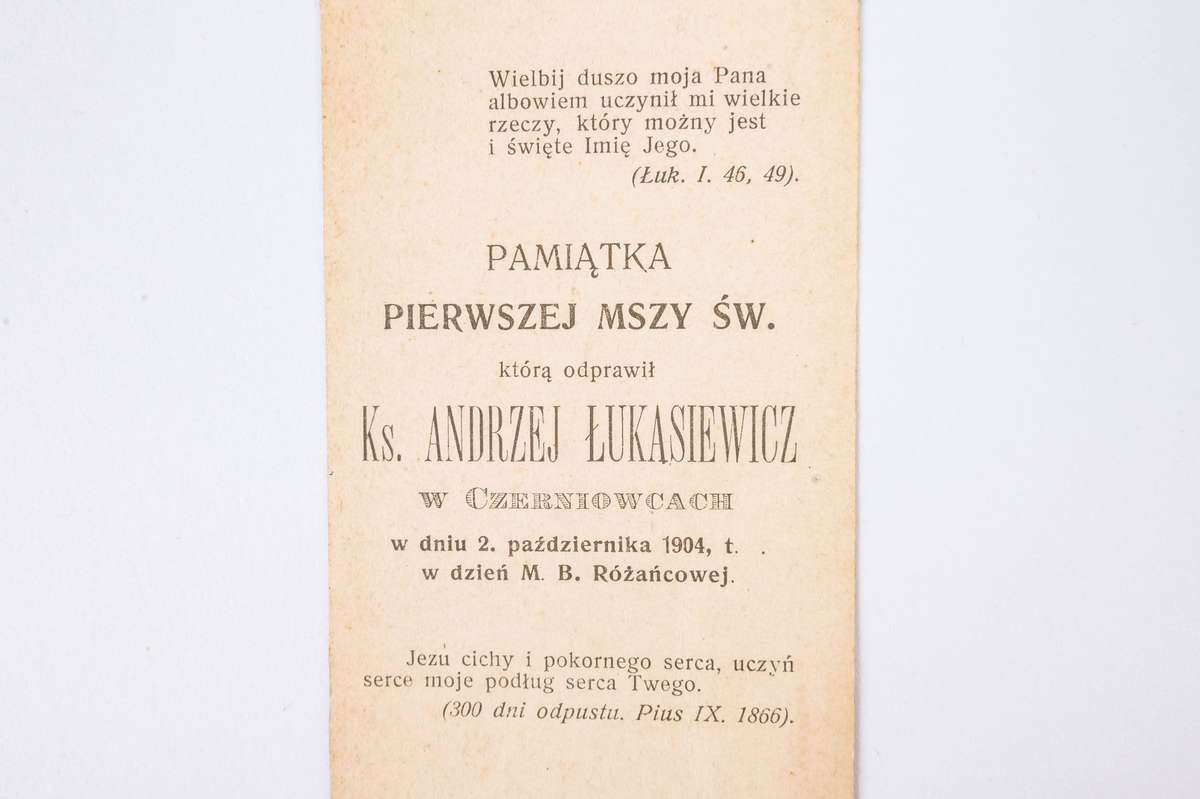 Wielbij duszo moja Pana
albowiem uczynił mi wielkie
rzeczy, który możny jest
i święte Imię Jego.
(Łuk. I. 46, 49).
PAMIĄTKA
PIERWSZEJ MSZY ŚW.
którą odprawił
Ks. ANDRZEJ ŁUKASIEWICZ
W CZERNIOWCACH
w dniu 2. października 1904, t. .
w dzień M. B. Różańcowej.
Jezu cichy i pokornego serca, uczyń
serce moje podług serca Twego.
(300 dni odpustu. Pius IX. 1866).